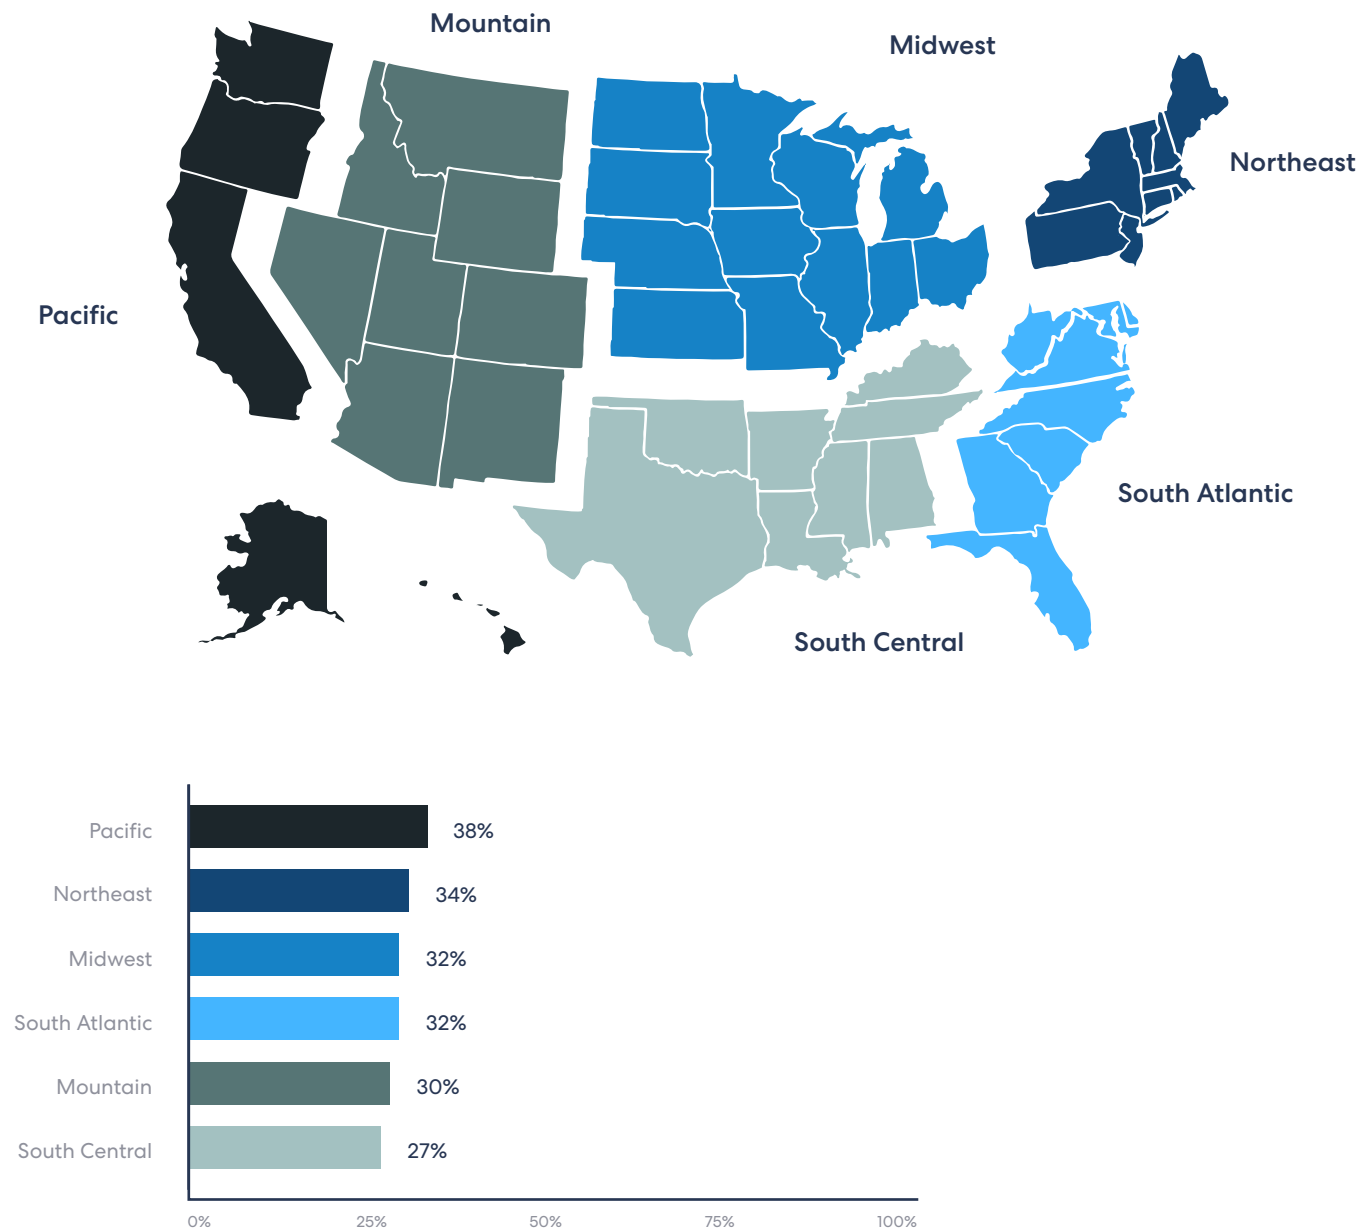 Mountain
Midwest
Northeast
Pacific
South Atlantic
South Central
Pacific 38%
Northeast 34%
Midwest 32%
South Atlantic 32%
Mountain 30%
South Central 27%
0% 25% 50% 75% 100%